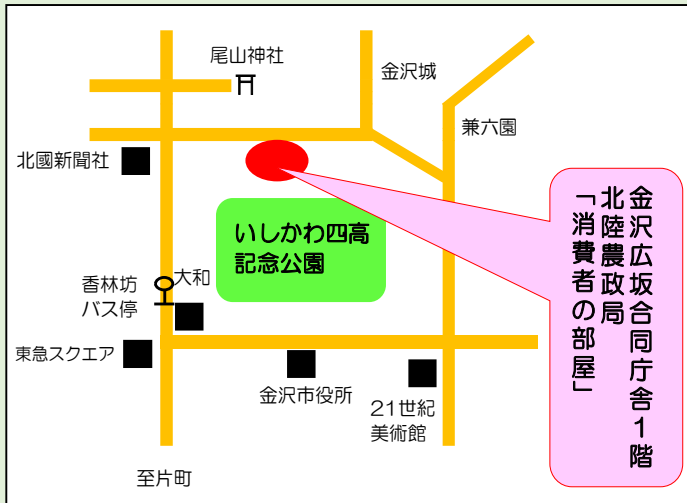 尾山神社
金沢城
兼六園
北國新聞社
いしかわ四高
記念公園
香林坊
バス停
大和
東急スクエア
金沢市役所
21世紀
美術館
至片町
金沢広坂合同庁舎1階
北陸農政局
「消費者の部屋」